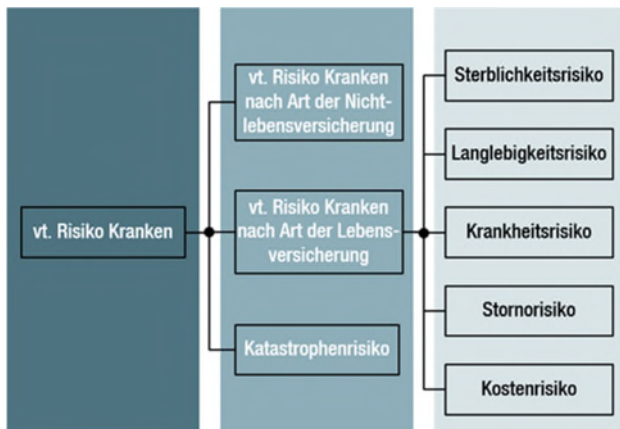 vt. Risiko Kranken
vt. Risiko Kranken
nach Art der Nicht-
lebensversicherung
vt. Risiko Kranken
nach Art der Lebens-
versicherung
Katastrophenrisiko
Sterblichkeitsrisiko
Langlebigkeitsrisiko
Krankheitsrisiko
Stornorisiko
Kostenrisiko